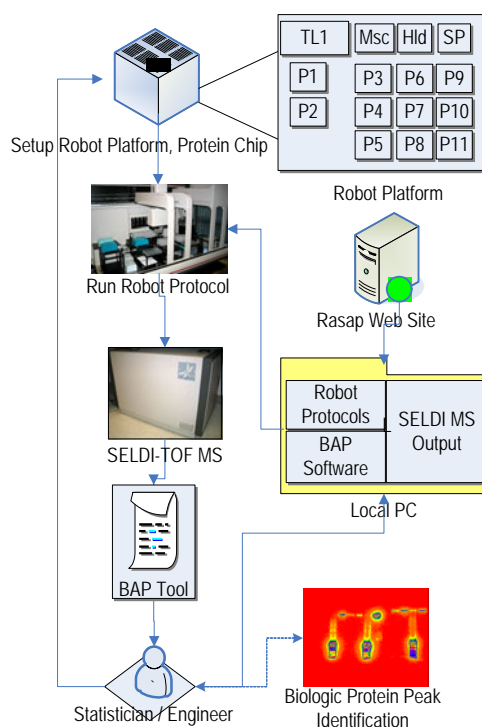 TL1 Msc Hld SP
P1 P3 P6 P9
P2 P4 P7 P10
P5 P8 P11
Setup Robot Platform, Protein Chip
Robot Platform
Run Robot Protocol
Rasap Web Site
Robot
Protocols
BAP
Software
SELDI MS
Output
SELDI-TOF MS
Local PC
BAP Tool
Statistician / Engineer
Biologic Protein Peak
Identification